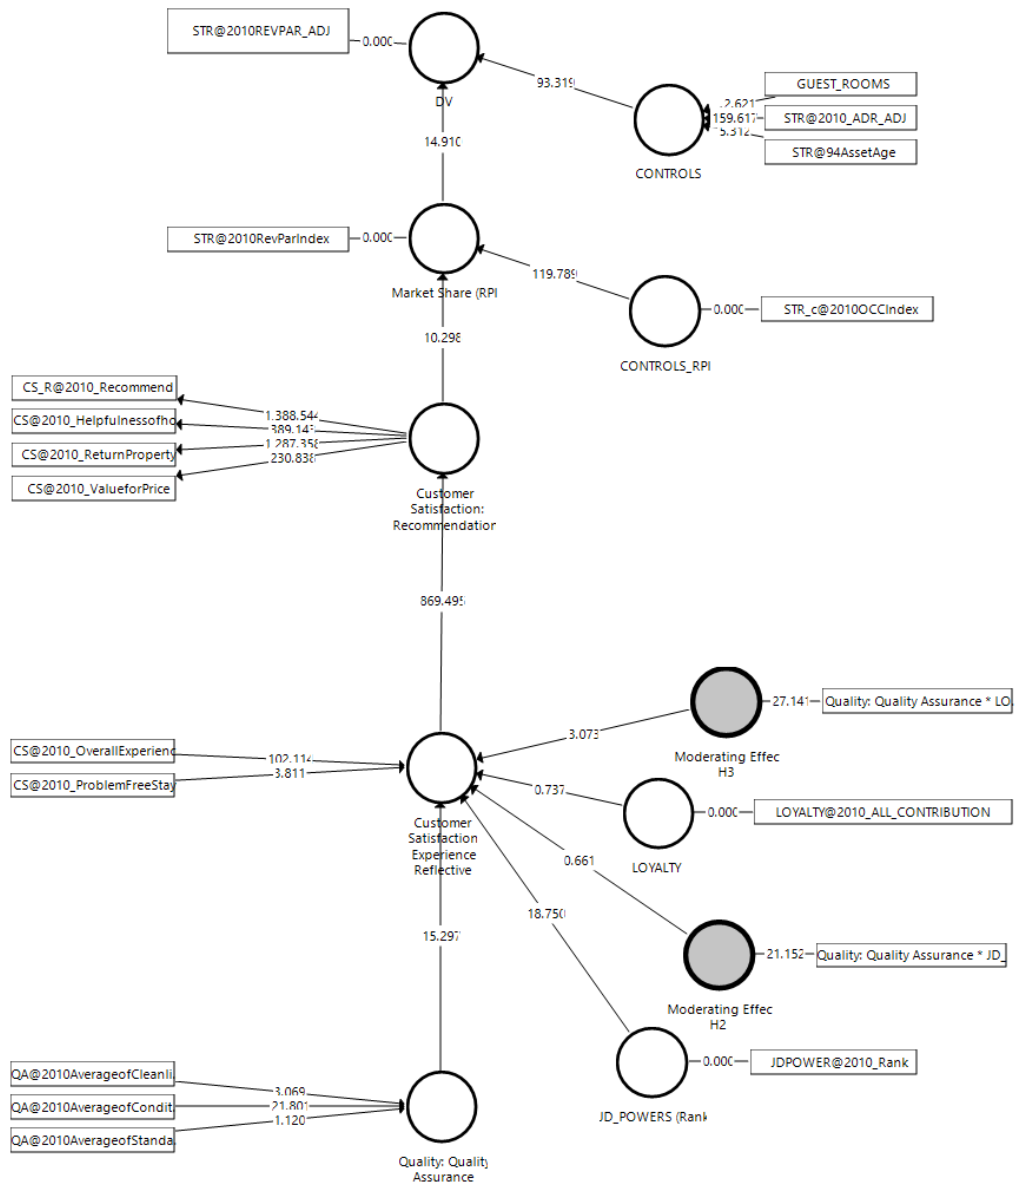 STR@2010REVPAR_ADJ
0.000
DV
93.319
GUEST_ROOMS
2.621
159.617
STR@2010_ADR_ADJ
5.312
STR@94AssetAge
CONTROLS
14.910
STR@2010RevParIndex
0.000
Market Share (RPI
119.789
0.000
STR_c@2010OCCIndex
CONTROLS_RPI
10.298
CS_R@2010_Recommend
1.388.544
CS@2010_Helpfulnessofho
389.143
CS@2010_ReturnProperty
1.287.358
CS@2010_ValueforPrice
230.838
Customer
Satisfaction:
Recommendation
869.495
27.141
Quality: Quality Assurance * LO
Moderating Effec
H3
3.073
CS@2010_OverallExperienc
102.114
CS@2010_ProblemFreeStay
3.811
Customer
Satisfaction
Experience
Reflective
0.737
0.000
LOYALTY@2010_ALL_CONTRIBUTION
LOYALTY
0.661
18.750
15.297
21.152
Quality: Quality Assurance * JD_
Moderating Effec
H2
0.000
JDPOWER@2010_Rank
JD_POWERS (Rank
QA@2010AverageofCleanli
3.069
QA@2010AverageofCondit
21.801
QA@2010AverageofStanda
1.120
Quality: Quality
Assurance